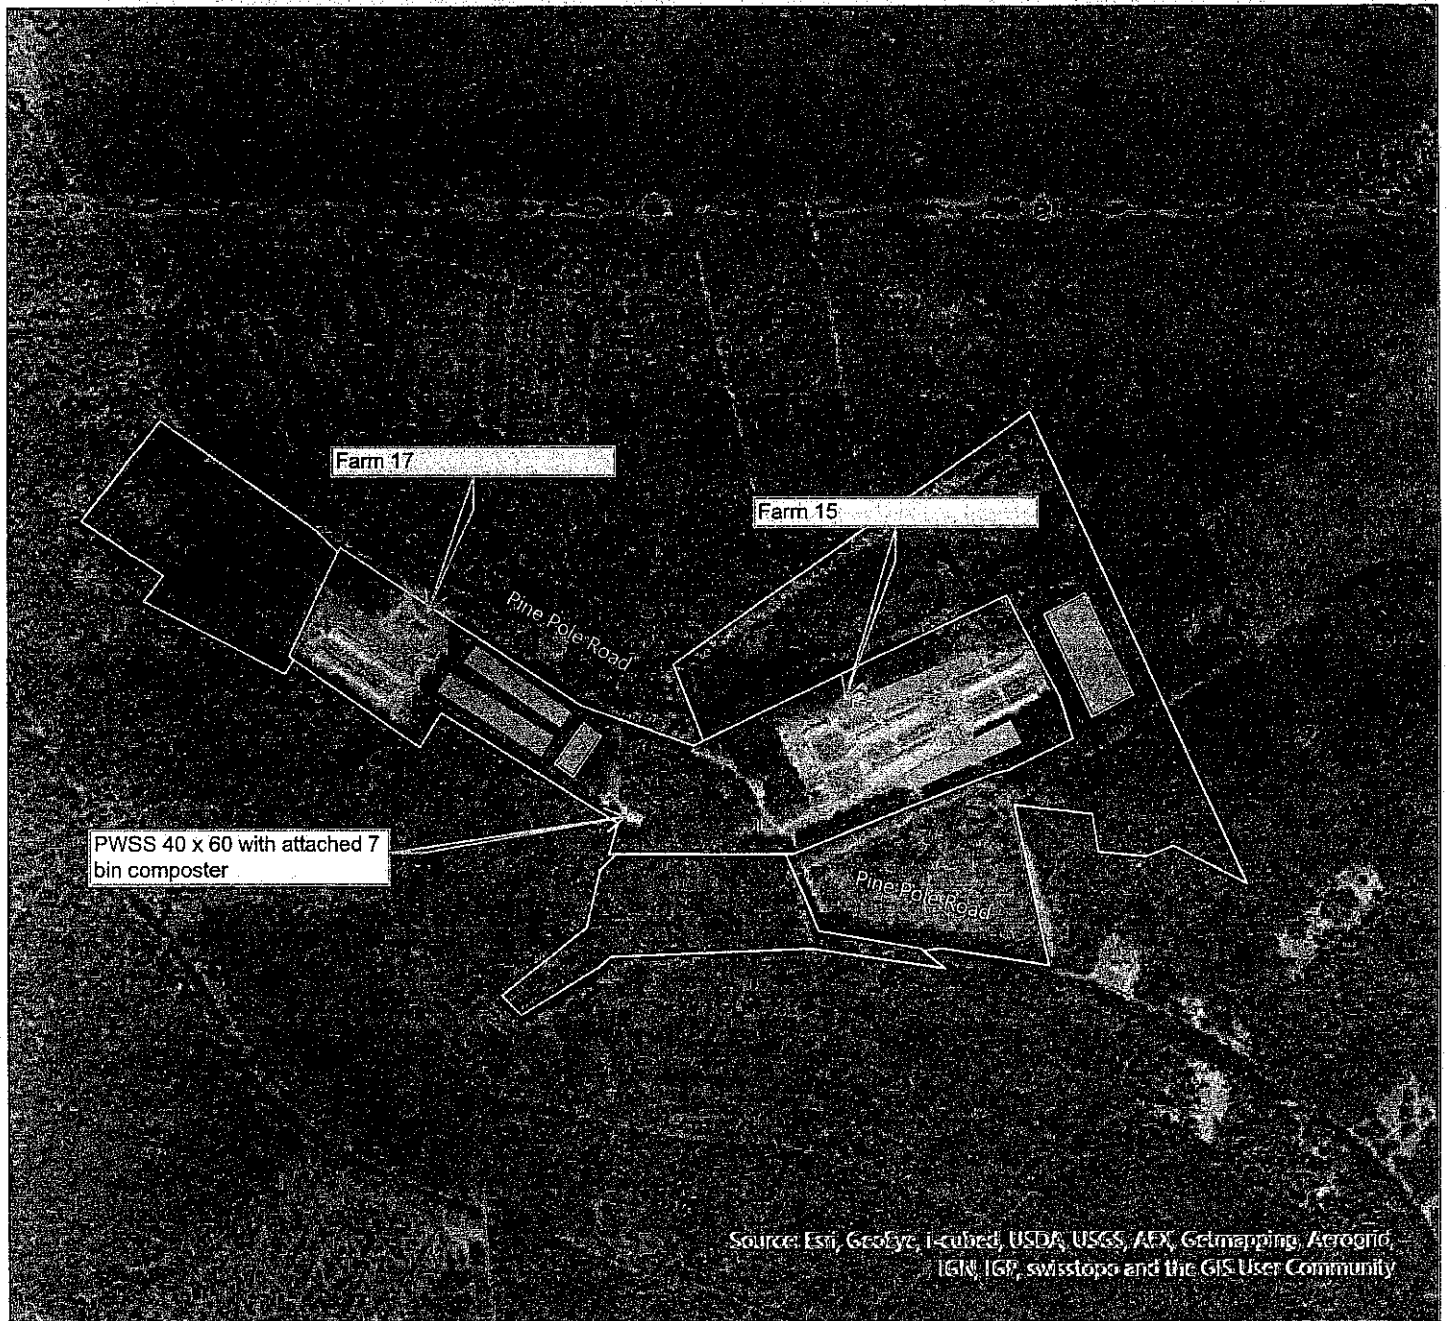 Farm 17
Farm 15
Pine Pole Road
PWSS 40 x 60 with attached 7
bin composter
Pine Pole Road
Source: Esri, GeoEye, i-cubed, USDA, USGS, AEX, Getmapping, Aerogrid,
IGN, IGP, swisstopo and the GIS User Community